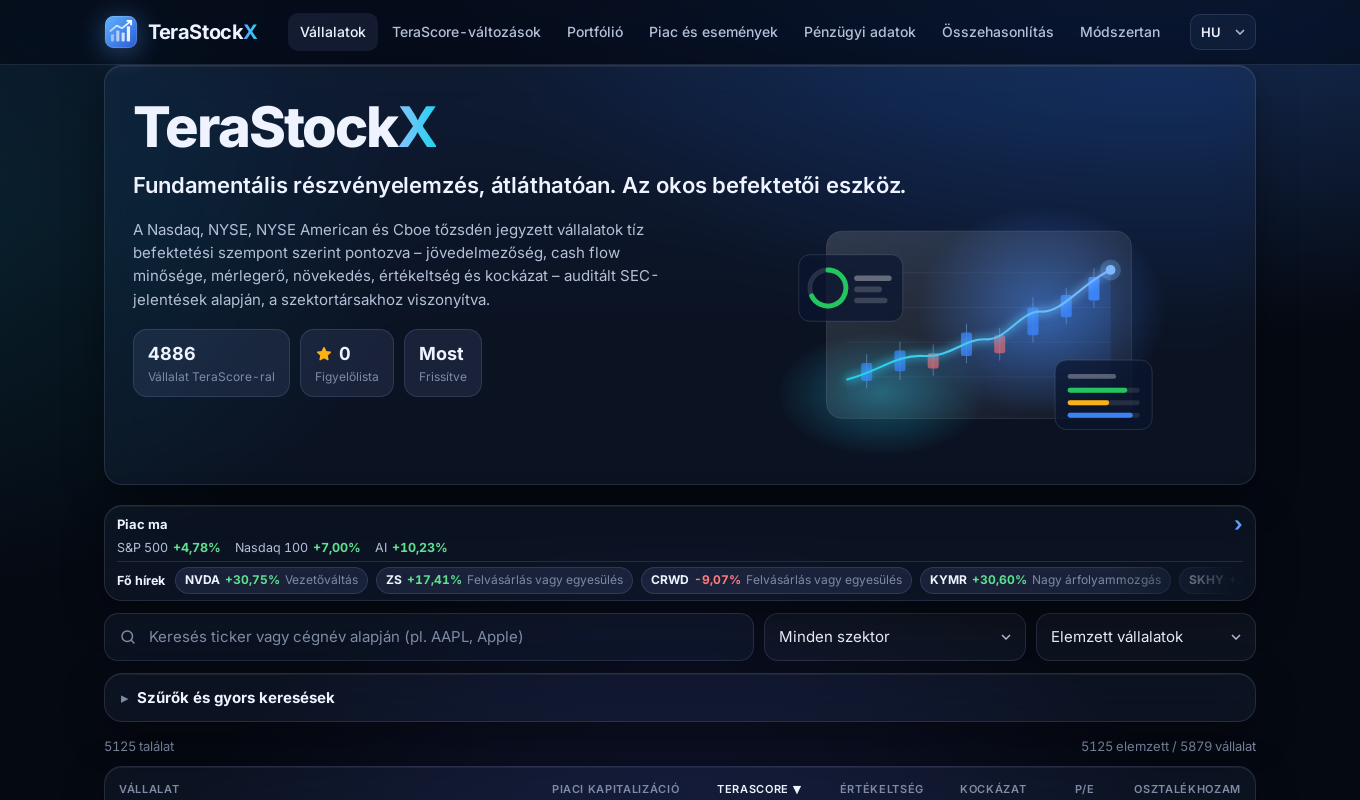 TeraStockX
Vállalatok
TeraScore-változások
Portfólió
Piac és események
Pénzügyi adatok
Összehasonlítás
Módszertan
HU
TeraStockX
Fundamentális részvényelemzés, átláthatóan. Az okos befektetői eszköz.
A Nasdaq, NYSE, NYSE American és Cboe tőzsdén jegyzett vállalatok tíz
befektetési szempont szerint pontozva – jövedelmezőség, cash flow
minősége, mérlegerő, növekedés, értékeltség és kockázat – auditált SEC-
jelentések alapján, a szektortársakhoz viszonyítva.
4886
Vállalat TeraScore-ral
0
Figyelőlista
Most
Frissítve
Piac ma
S&P 500 +4,78% Nasdaq 100 +7,00% AI +10,23%
Fő hírek
NVDA +30,75% Vezetőváltás
ZS +17,41% Felvásárlás vagy egyesülés
CRWD -9,07% Felvásárlás vagy egyesülés
KYMR +30,60% Nagy árfolyammozgás
SKHY
Keresés ticker vagy cégnév alapján (pl. AAPL, Apple)
Minden szektor
Elemzett vállalatok
Szűrők és gyors keresések
5125 találat
5125 elemzett / 5879 vállalat
VÁLLALAT
PIACI KAPITALIZÁCIÓ
TERASCORE ▼
ÉRTÉKELTSÉG
KOCKÁZAT
P/E
OSZTALÉKHOZAM